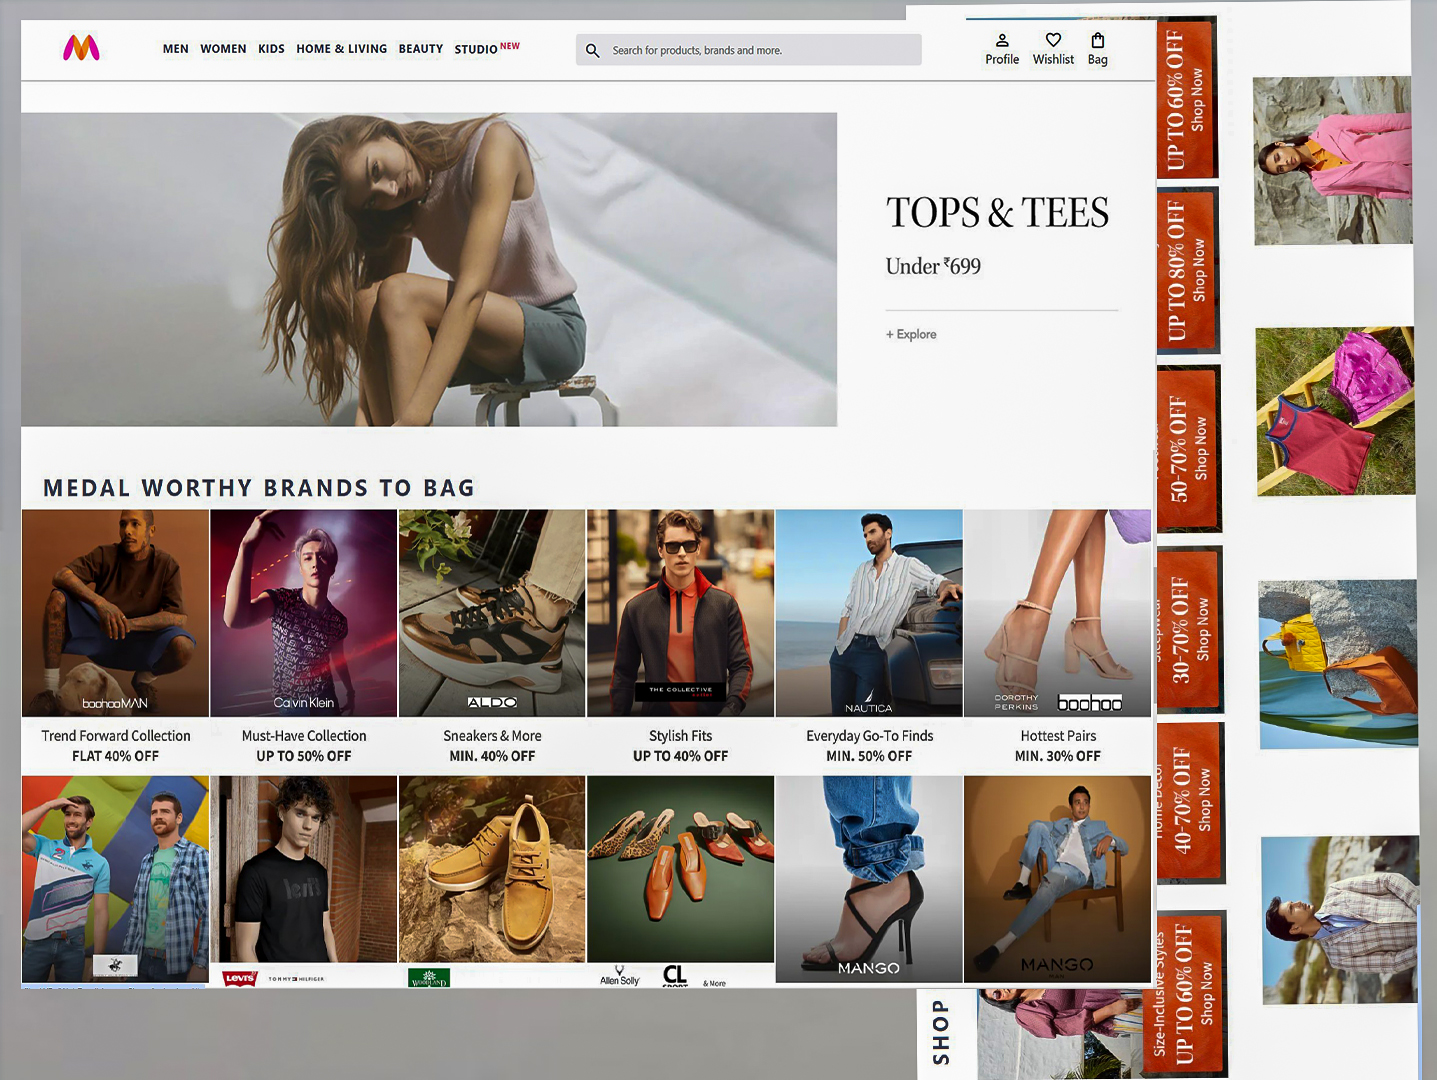 MEN WOMEN KIDS HOME & LIVING BEAUTY STUDIO NEW
Search for products, brands and more.
Profile Wishlist Bag
TOPS & TEES
Under ₹699
+ Explore
MEDAL WORTHY BRANDS TO BAG
boohooMAN
Calvin Klein
ALDO
THE COLLECTIVE
NAUTICA
DOROTHY
PERKINS
boohoo
Trend Forward Collection
FLAT 40% OFF
Must-Have Collection
UP TO 50% OFF
Sneakers & More
MIN. 40% OFF
Stylish Fits
UP TO 40% OFF
Everyday Go-To Finds
MIN. 50% OFF
Hottest Pairs
MIN. 30% OFF
Levi's
TOMMY HILFIGER
WOODLAND
Allen Solly
CL
SPORT
& More
MANGO
MANGO
MAN
UP TO 60% OFF
Shop Now
UP TO 80% OFF
Shop Now
50-70% OFF
Shop Now
Sleepwear
30-70% OFF
Shop Now
Home Decor
40-70% OFF
Shop Now
Size-Inclusive Styles
UP TO 60% OFF
Shop Now
SHOP